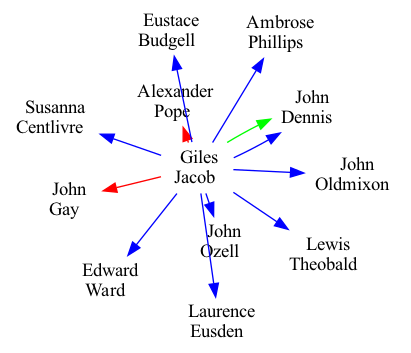 Eustace
Budgell
Ambrose
Phillips
Alexander
Pope
John
Dennis
Susanna
Centlivre
Giles
Jacob
John
Oldmixon
John
Gay
John
Ozell
Lewis
Theobald
Edward
Ward
Laurence
Eusden